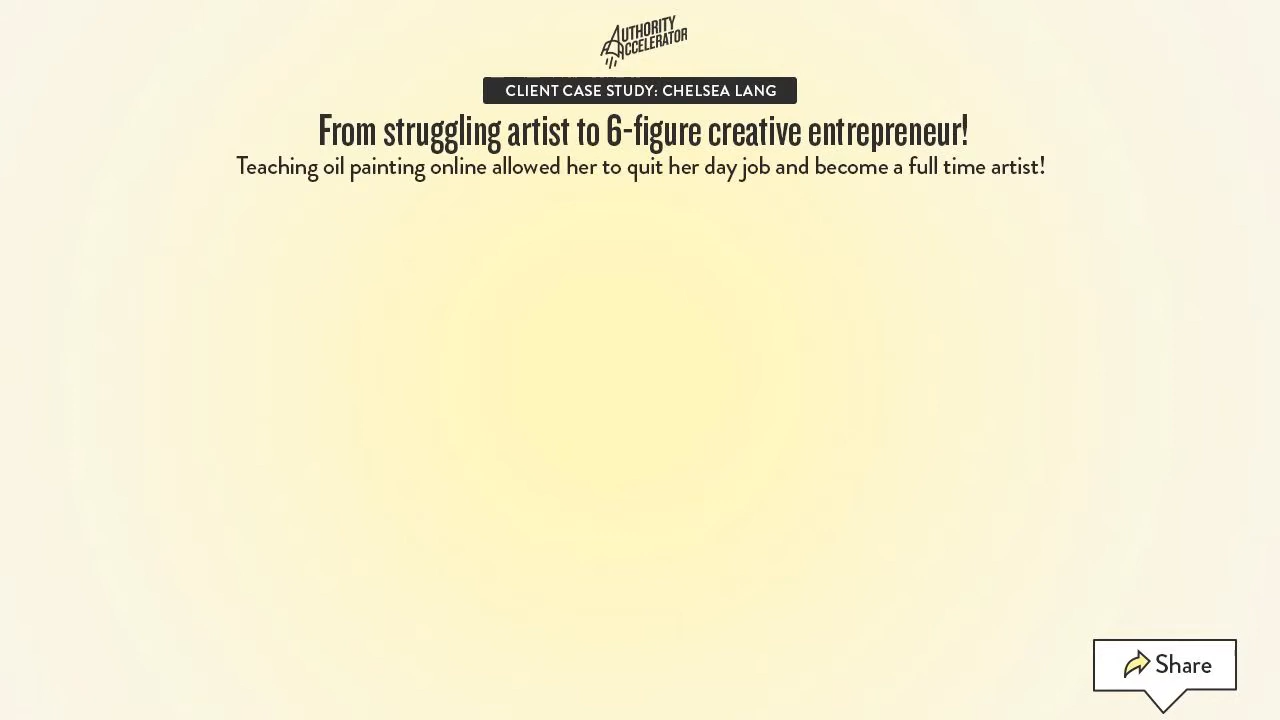 AUTHORITY
ACCELERATOR
CLIENT CASE STUDY: CHELSEA LANG
From struggling artist to 6-figure creative entrepreneur!
Teaching oil painting online allowed her to quit her day job and become a full time artist!
Share